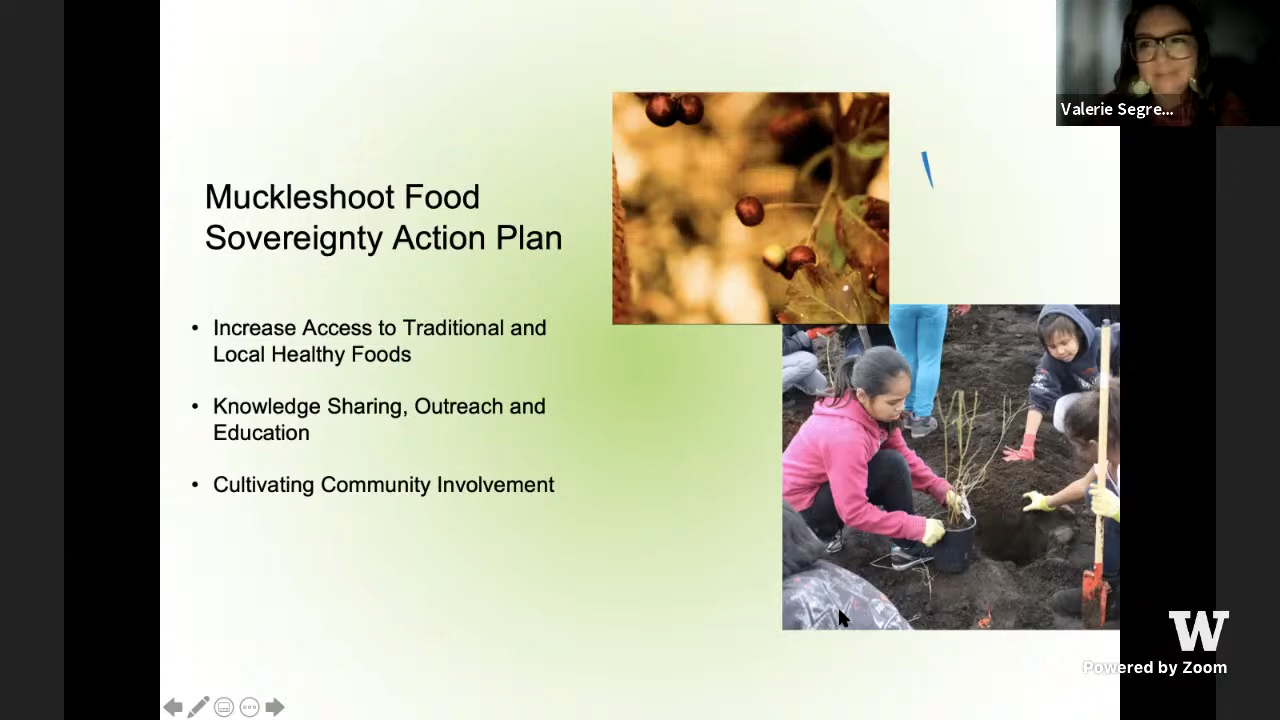 Valerie Segre...
Muckleshoot Food
Sovereignty Action Plan
• Increase Access to Traditional and
Local Healthy Foods
• Knowledge Sharing, Outreach and
Education
• Cultivating Community Involvement
W
Powered by Zoom